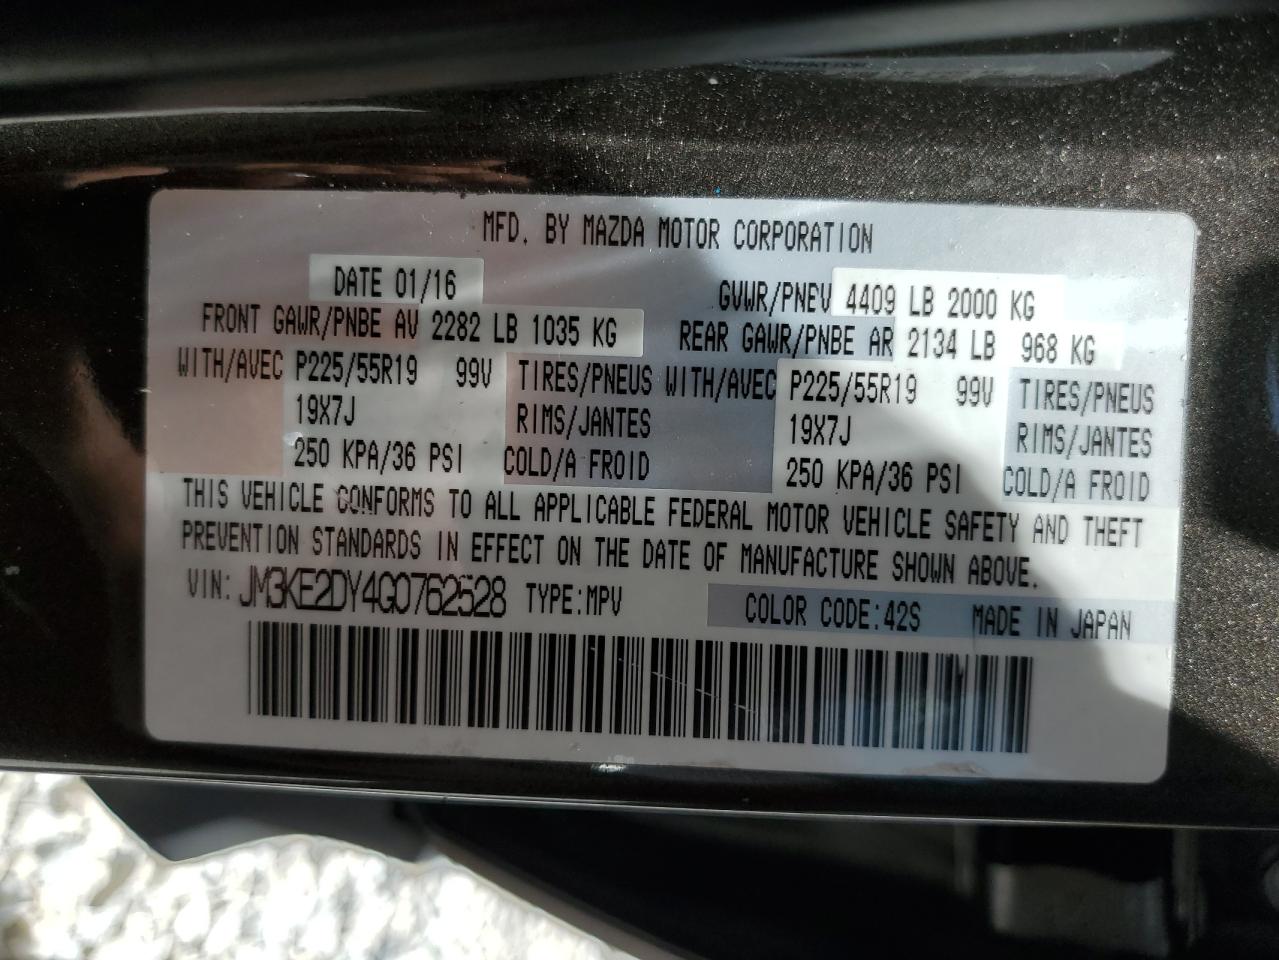 MFD. BY MAZDA MOTOR CORPORATION
DATE 01/16 GVWR/PNEV 4409 LB 2000 KG
FRONT GAWR/PNBE AV 2282 LB 1035 KG REAR GAWR/PNBE AR 2134 LB 968 KG
WITH/AVEC P225/55R19 99V TIRES/PNEUS WITH/AVEC P225/55R19 99V TIRES/PNEUS
19X7J RIMS/JANTES 19X7J RIMS/JANTES
250 KPA/36 PSI COLD/A FROID 250 KPA/36 PSI COLD/A FROID
THIS VEHICLE CONFORMS TO ALL APPLICABLE FEDERAL MOTOR VEHICLE SAFETY AND THEFT
PREVENTION STANDARDS IN EFFECT ON THE DATE OF MANUFACTURE SHOWN ABOVE.
VIN: JM3KE2DY4G0762528 TYPE:MPV COLOR CODE:42S MADE IN JAPAN